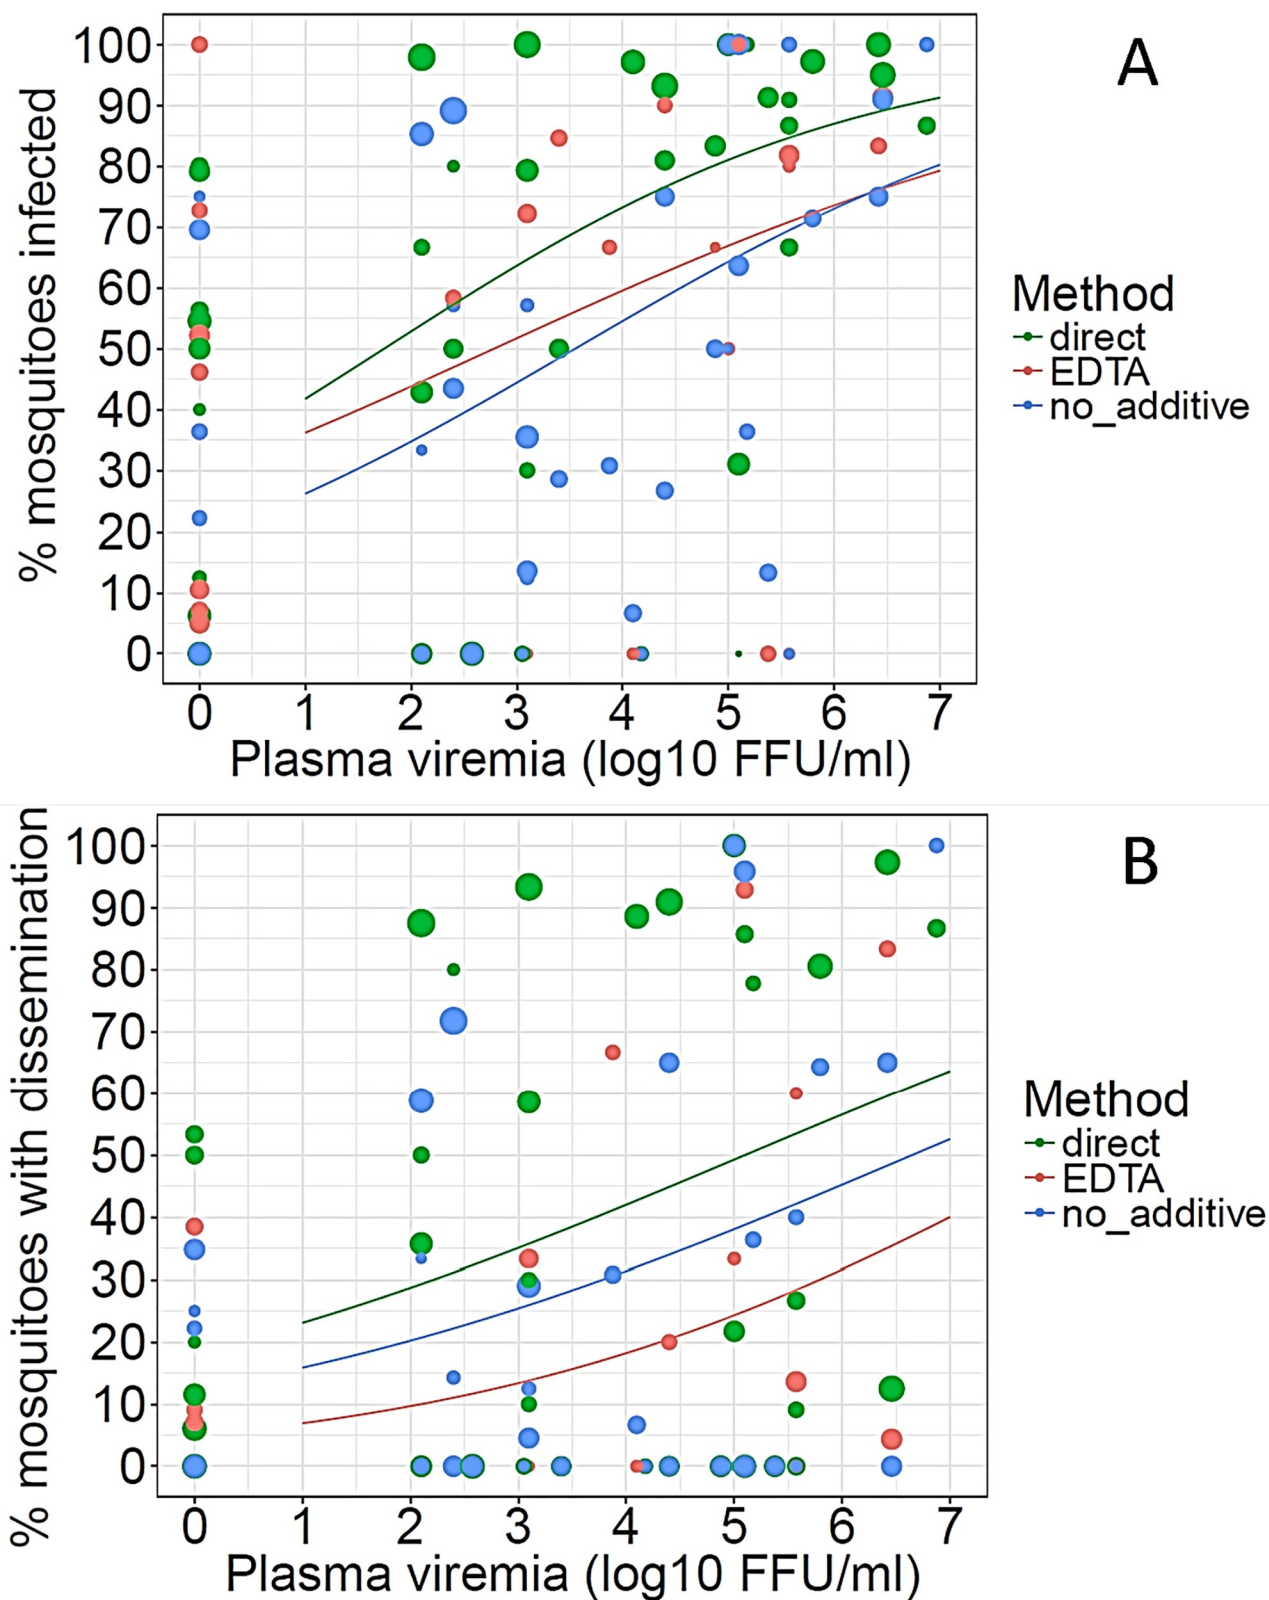 A
% mosquitoes infected
100
90
80
70
60
50
40
30
20
10
0
0 1 2 3 4 5 6 7
Plasma viremia (log10 FFU/ml)
Method
direct
EDTA
no_additive
B
% mosquitoes with dissemination
100
90
80
70
60
50
40
30
20
10
0
0 1 2 3 4 5 6 7
Plasma viremia (log10 FFU/ml)
Method
direct
EDTA
no_additive